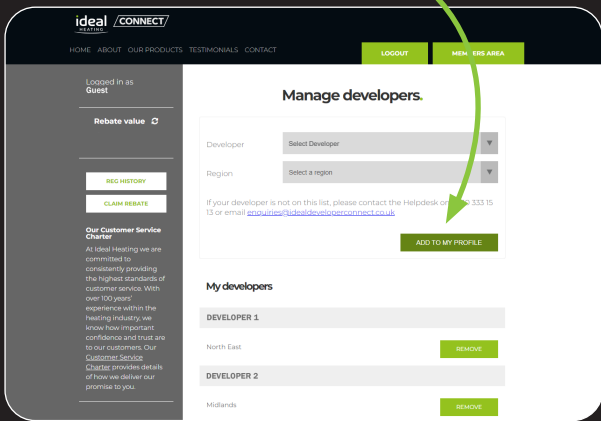 ideal CONNECT
HEATING
HOME ABOUT OUR PRODUCTS TESTIMONIALS CONTACT
LOGOUT
MEMBERS AREA
Logged in as
Guest
Rebate value
REG HISTORY
CLAIM REBATE
Our Customer Service
Charter
At Ideal Heating we are
committed to
consistently providing
the highest standards of
customer service. With
over 100 years'
experience within the
heating industry, we
know how important
confidence and trust are
to our customers. Our
Customer Service
Charter provides details
of how we deliver our
promise to you.
Manage developers.
Developer
Select Developer
Region
Select a region
If your developer is not on this list, please contact the Helpdesk on 333 15
13 or email enquiries@idealdeveloperconnect.co.uk
ADD TO MY PROFILE
My developers
DEVELOPER 1
North East
REMOVE
DEVELOPER 2
Midlands
REMOVE